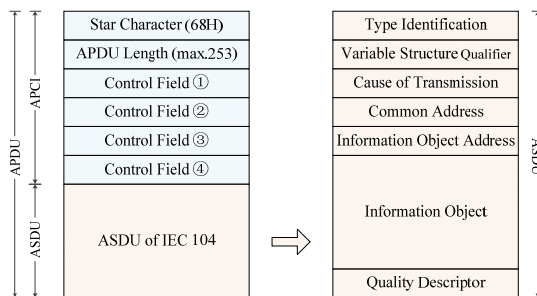 Star Character (68H)
APDU Length (max.253)
Control Field ①
Control Field ②
Control Field ③
Control Field ④
ASDU of IEC 104
APCI
ASDU
APDU
Type Identification
Variable Structure Qualifier
Cause of Transmission
Common Address
Information Object Address
Information Object
Quality Descriptor
ASDU